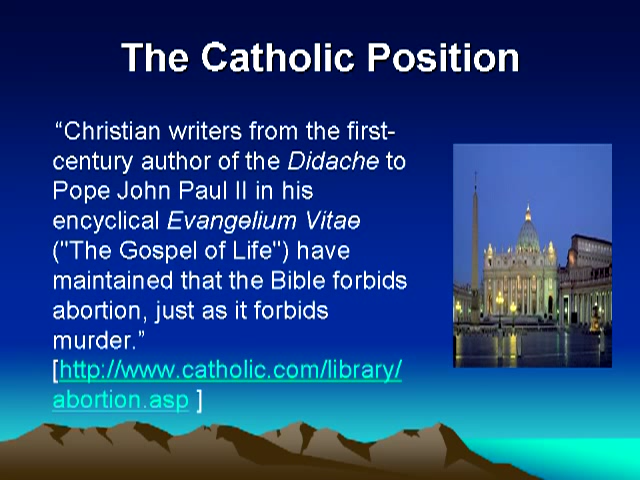 The Catholic Position
“Christian writers from the first-
century author of the Didache to
Pope John Paul II in his
encyclical Evangelium Vitae
("The Gospel of Life") have
maintained that the Bible forbids
abortion, just as it forbids
murder.”
[http://www.catholic.com/library/
abortion.asp ]